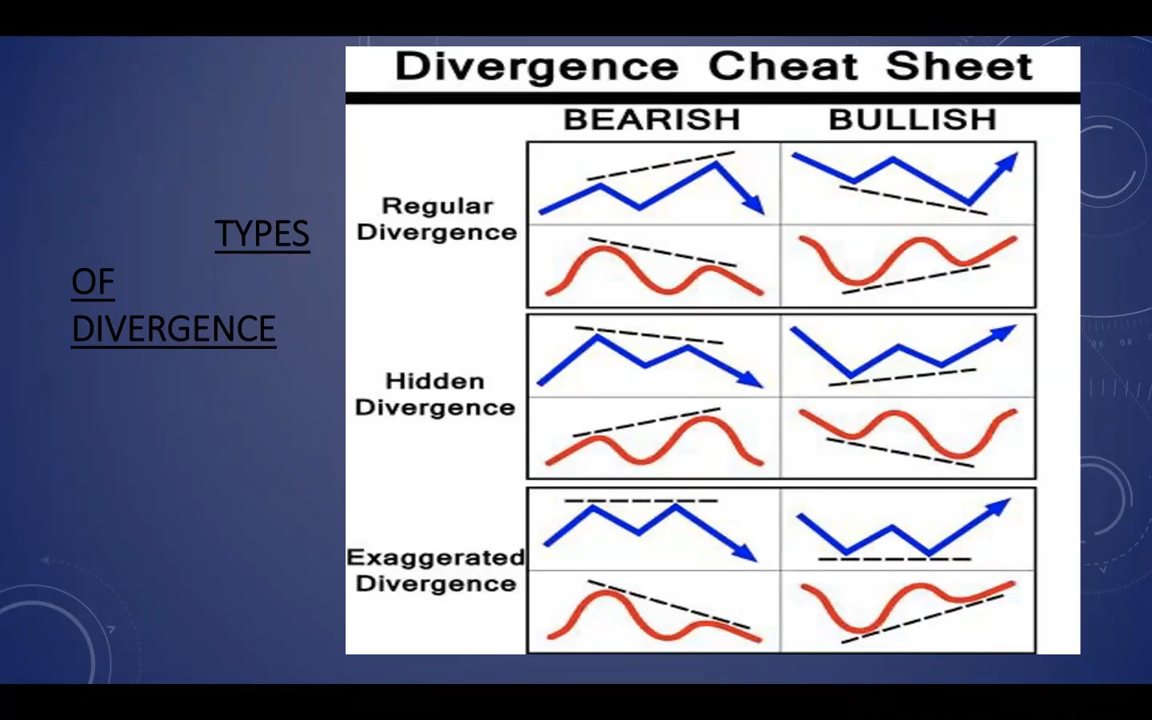 TYPES
OF
DIVERGENCE
Divergence Cheat Sheet
BEARISH BULLISH
Regular
Divergence
Hidden
Divergence
Exaggerated
Divergence